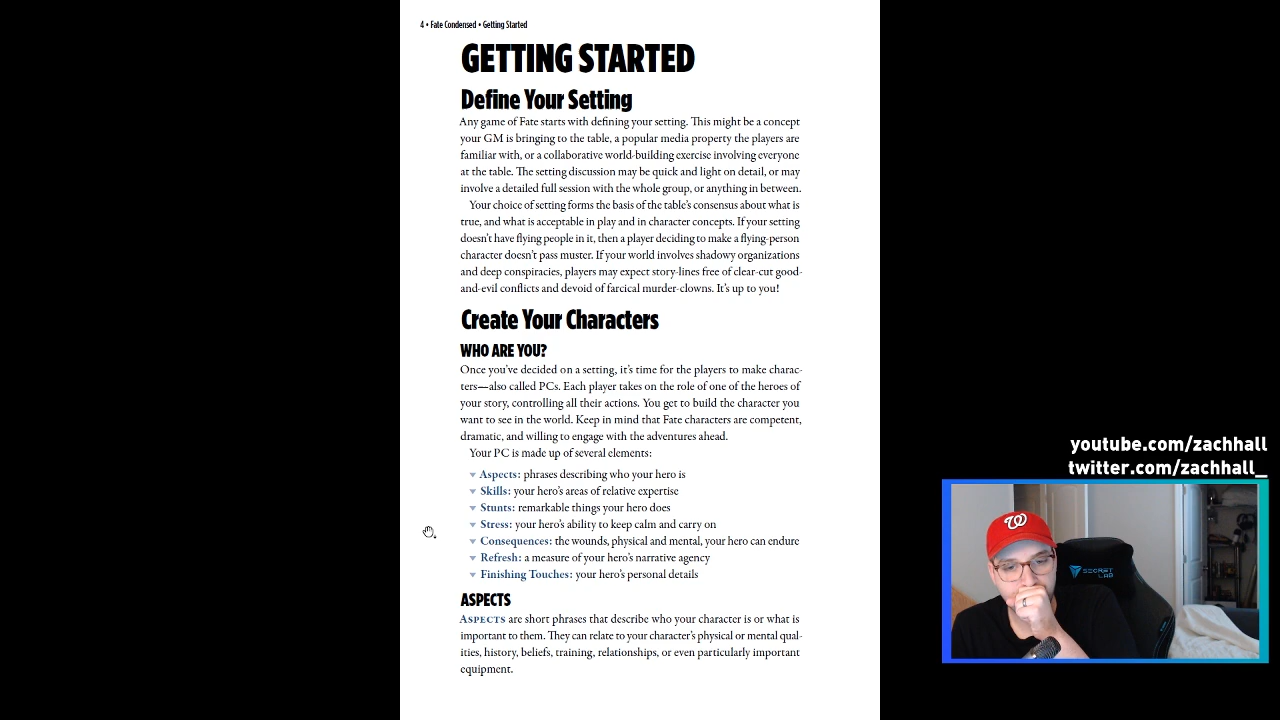 4 • Fate Condensed • Getting Started
GETTING STARTED
Define Your Setting
Any game of Fate starts with defining your setting. This might be a concept
your GM is bringing to the table, a popular media property the players are
familiar with, or a collaborative world-building exercise involving everyone
at the table. The setting discussion may be quick and light on detail, or may
involve a detailed full session with the whole group, or anything in between.
Your choice of setting forms the basis of the table's consensus about what is
true, and what is acceptable in play and in character concepts. If your setting
doesn't have flying people in it, then a player deciding to make a flying-person
character doesn't pass muster. If your world involves shadowy organizations
and deep conspiracies, players may expect story-lines free of clear-cut good-
and-evil conflicts and devoid of farcical murder-clowns. It's up to you!
Create Your Characters
WHO ARE YOU?
Once you've decided on a setting, it's time for the players to make charac-
ters—also called PCs. Each player takes on the role of one of the heroes of
your story, controlling all their actions. You get to build the character you
want to see in the world. Keep in mind that Fate characters are competent,
dramatic, and willing to engage with the adventures ahead.
Your PC is made up of several elements:
Aspects: phrases describing who your hero is
Skills: your hero's areas of relative expertise
Stunts: remarkable things your hero does
Stress: your hero's ability to keep calm and carry on
Consequences: the wounds, physical and mental, your hero can endure
Refresh: a measure of your hero's narrative agency
Finishing Touches: your hero's personal details
ASPECTS
ASPECTS are short phrases that describe who your character is or what is
important to them. They can relate to your character's physical or mental qual-
ities, history, beliefs, training, relationships, or even particularly important
equipment.
youtube.com/zachhall
twitter.com/zachhall_
W
SECRET
LAB